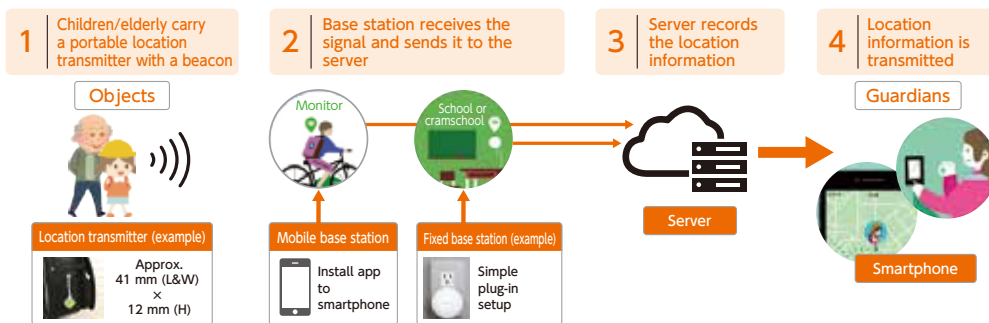 1
Children/elderly carry
a portable location
transmitter with a beacon
2
Base station receives the
signal and sends it to the
server
3
Server records
the location
information
4
Location
information is
transmitted
Objects
Monitor
School or
cramschool
Guardians
Server
Smartphone
Location transmitter (example)
Approx.
41 mm (L&W)
×
12 mm (H)
Mobile base station
Install app
to
smartphone
Fixed base station (example)
Simple
plug-in
setup